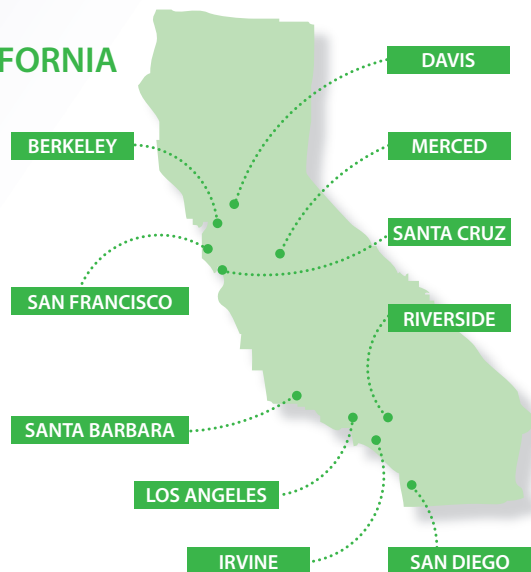 FORNIA
DAVIS
BERKELEY
MERCED
SANTA CRUZ
SAN FRANCISCO
RIVERSIDE
SANTA BARBARA
LOS ANGELES
IRVINE
SAN DIEGO